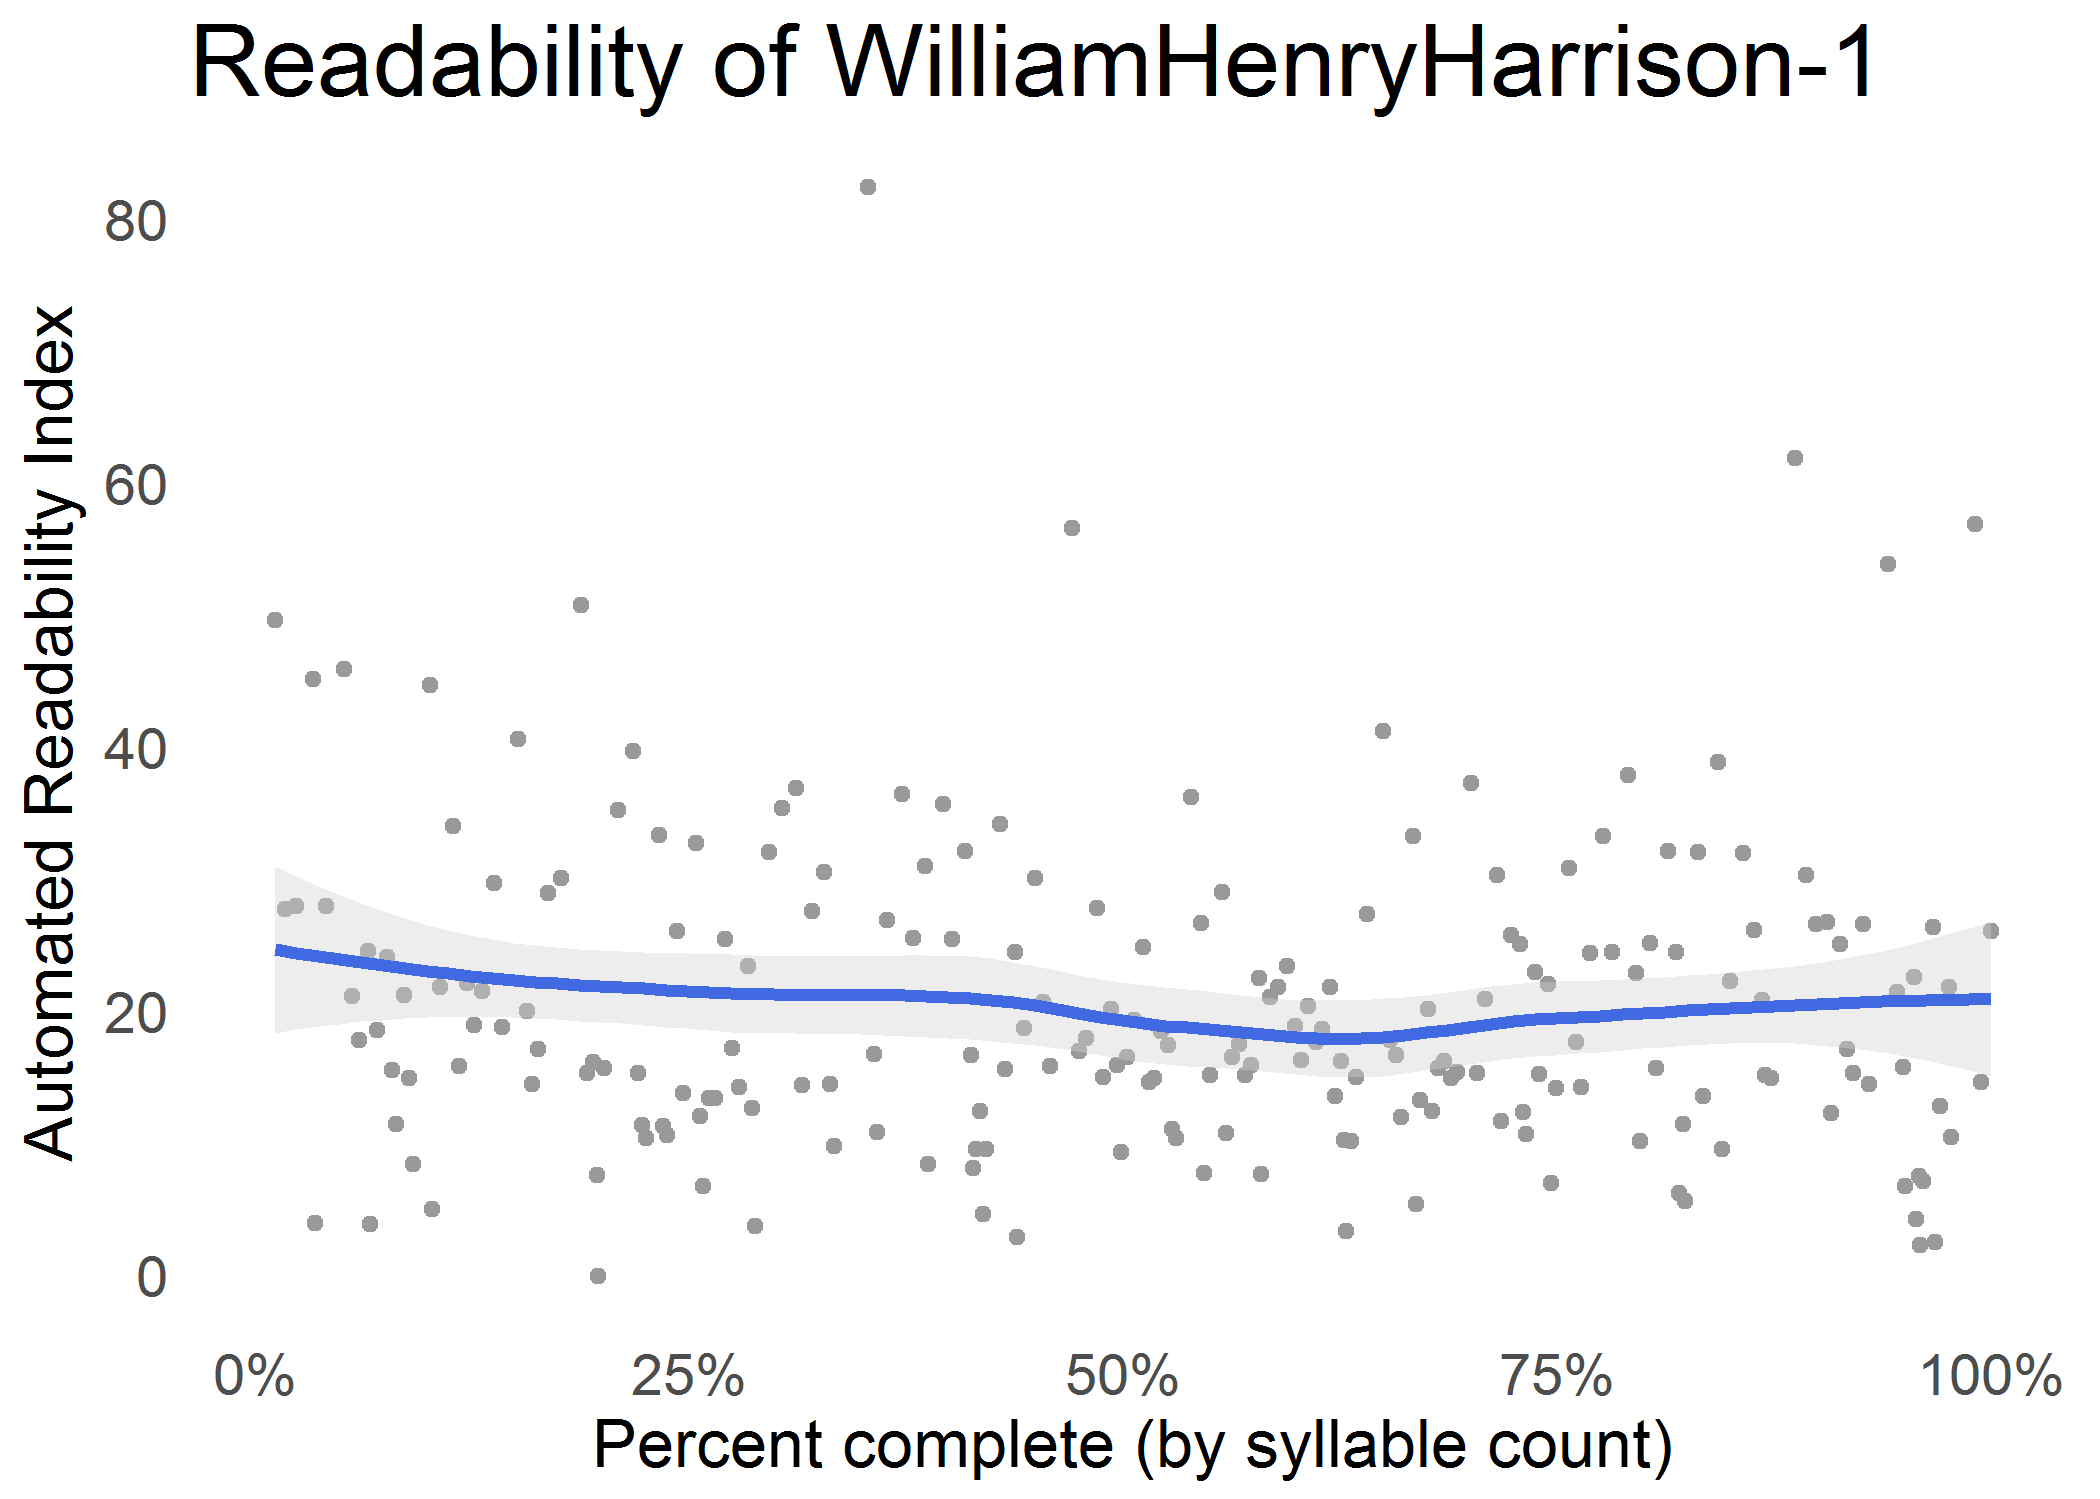 Readability of WilliamHenryHarrison-1
Automated Readability Index
80
60
40
20
0
0% 25% 50% 75% 100%
Percent complete (by syllable count)